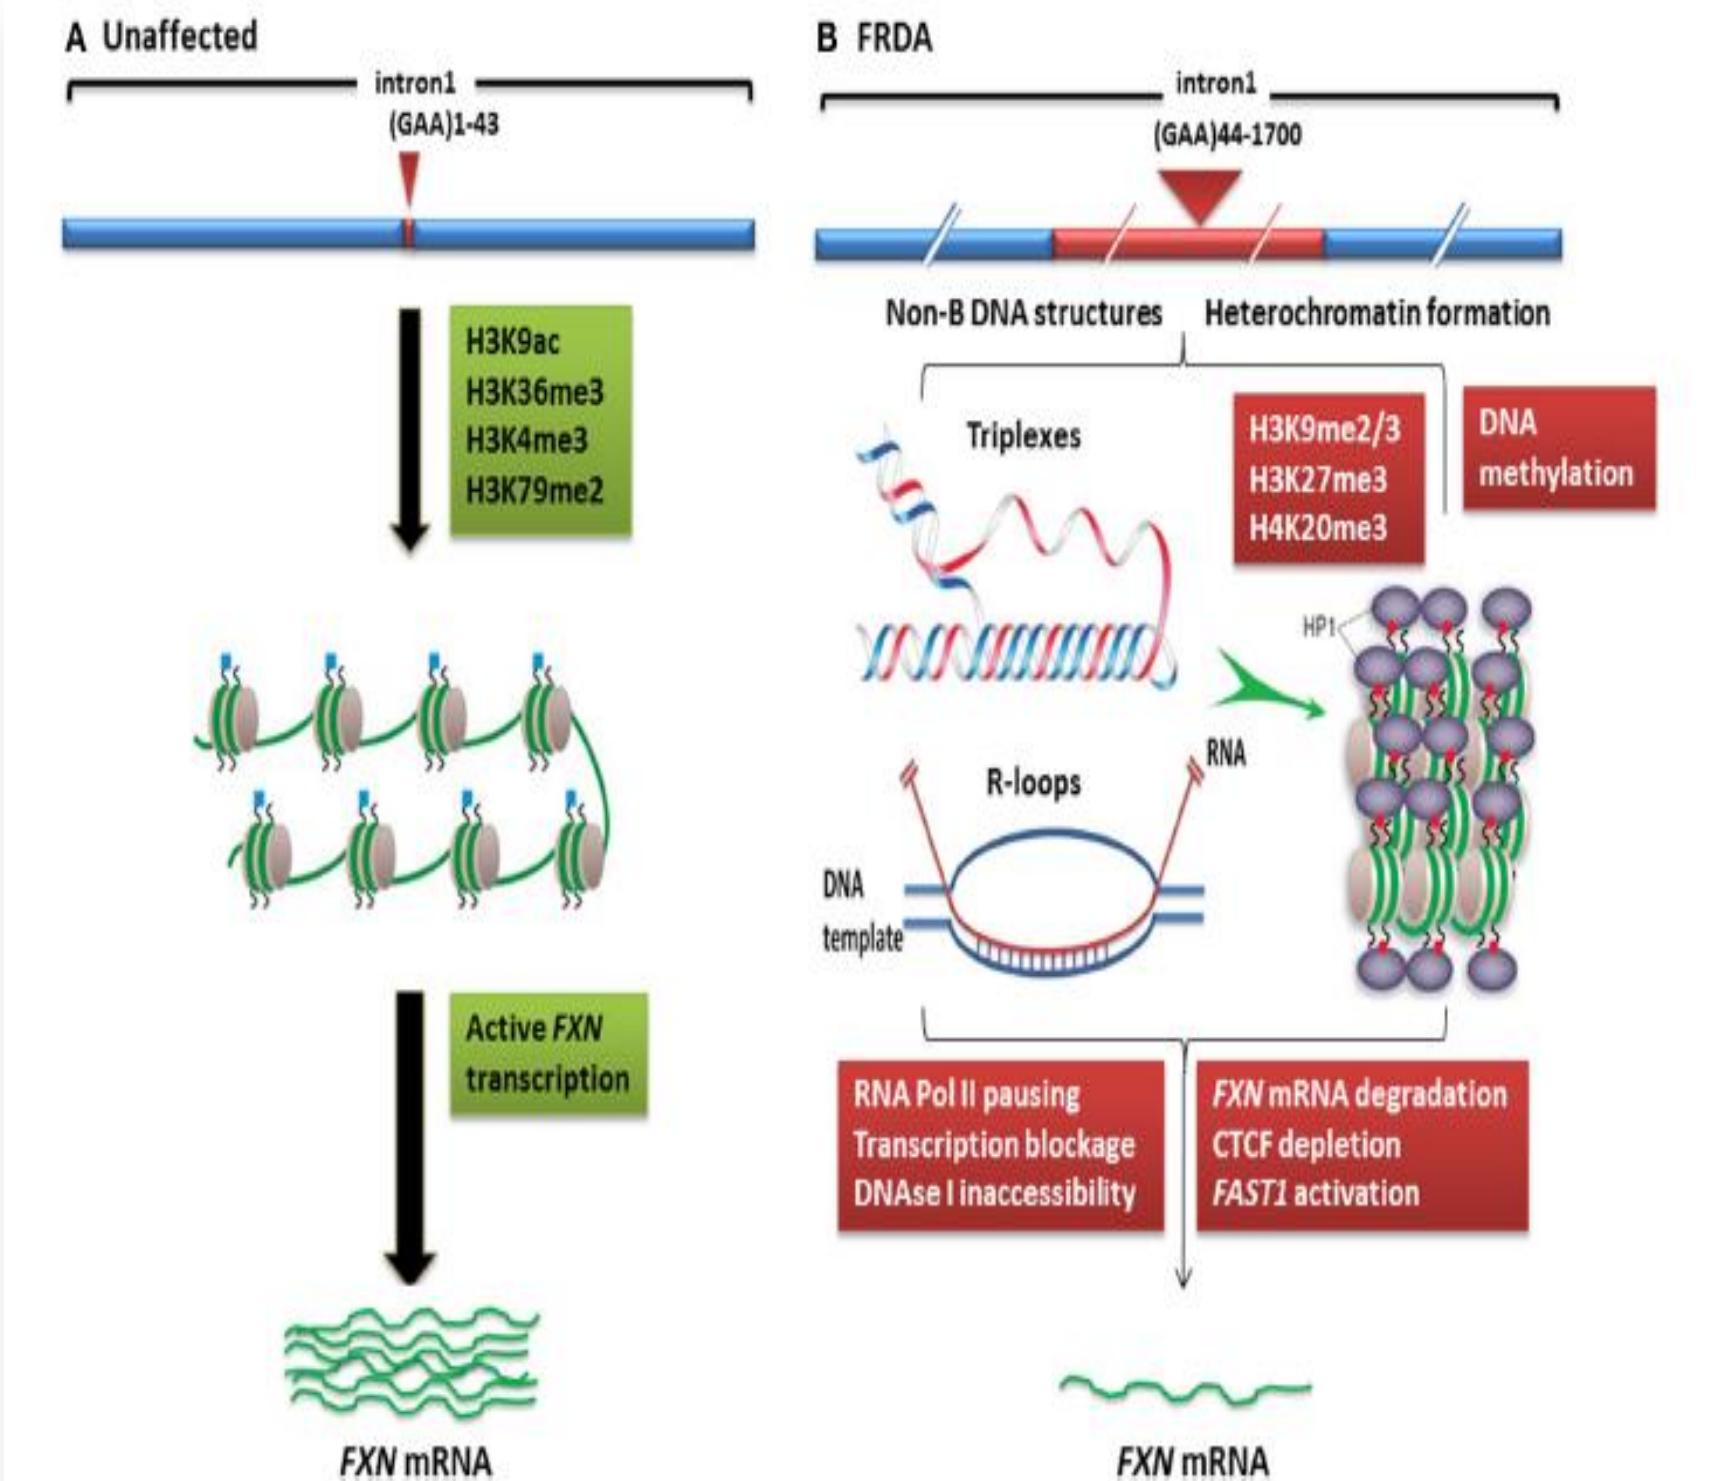 A Unaffected
intron1
(GAA)1-43
H3K9ac
H3K36me3
H3K4me3
H3K79me2
Active FXN
transcription
FXN mRNA
B FRDA
intron1
(GAA)44-1700
Non-B DNA structures
Heterochromatin formation
Triplexes
H3K9me2/3
H3K27me3
H4K20me3
DNA
methylation
HP1
RNA
R-loops
DNA
template
RNA Pol II pausing
Transcription blockage
DNAse I inaccessibility
FXN mRNA degradation
CTCF depletion
FAST1 activation
FXN mRNA